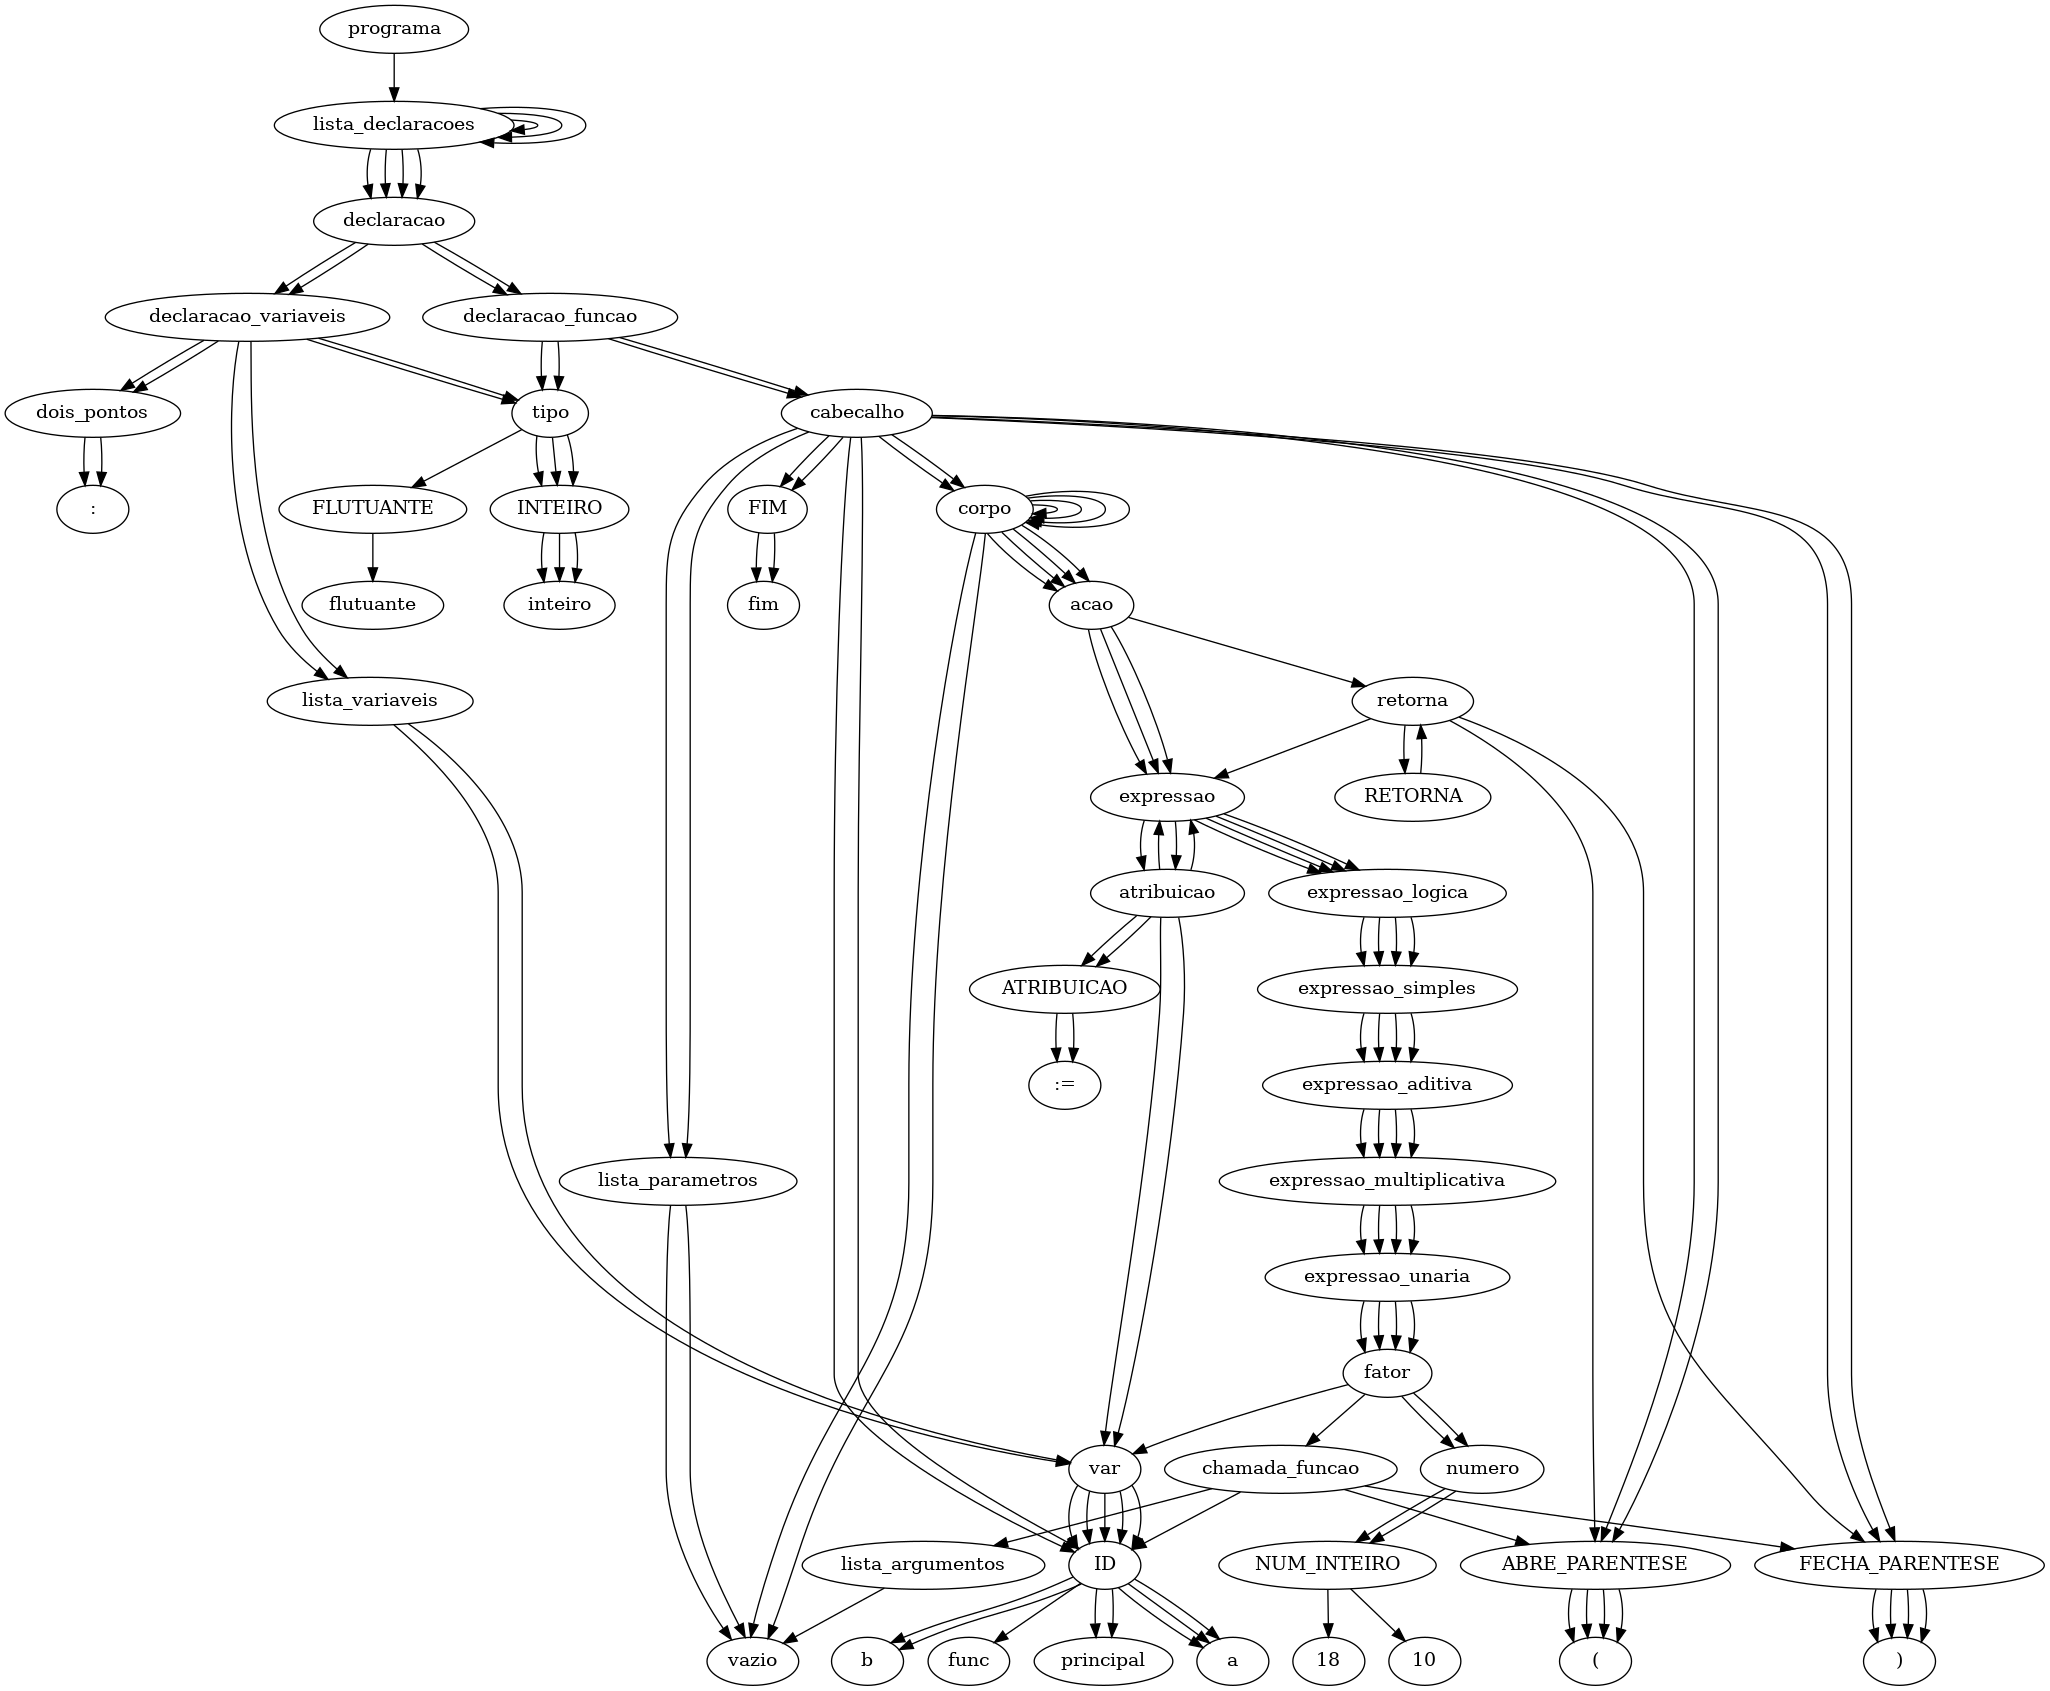 programa
lista_declaracoes
declaracao
declaracao_variaveis
declaracao_funcao
dois_pontos
tipo
cabecalho
:
FLUTUANTE
INTEIRO
FIM
corpo
flutuante
inteiro
fim
acao
lista_variaveis
retorna
expressao
RETORNA
atribuicao
expressao_logica
ATRIBUICAO
expressao_simples
:=
expressao_aditiva
lista_parametros
expressao_multiplicativa
expressao_unaria
fator
var
chamada_funcao
numero
lista_argumentos
ID
NUM_INTEIRO
ABRE_PARENTESE
FECHA_PARENTESE
vazio
b
func
principal
a
18
10
(
)